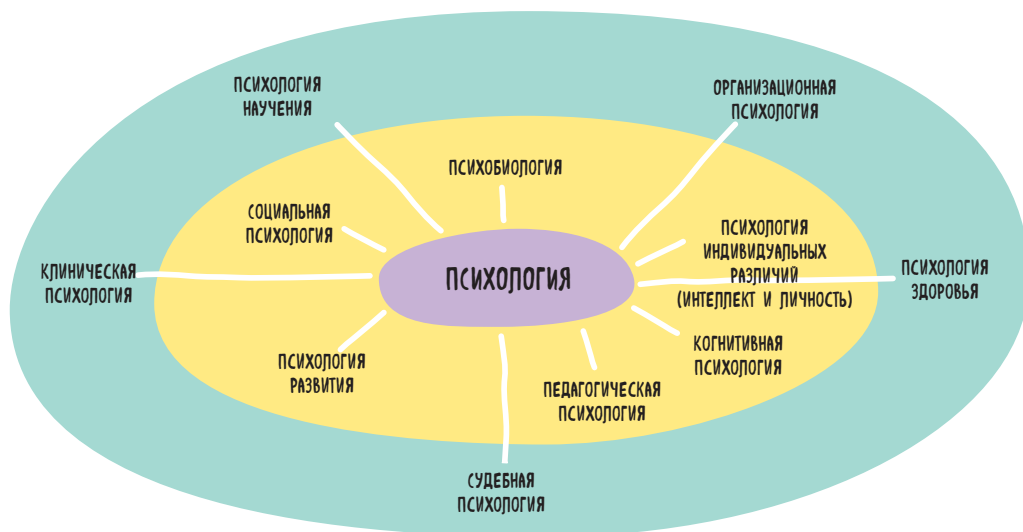 ПСИХОЛОГИЯ
НАУЧЕНИЯ
ОРГАНИЗАЦИОННАЯ
ПСИХОЛОГИЯ
ПСИХОБИОЛОГИЯ
СОЦИАЛЬНАЯ
ПСИХОЛОГИЯ
ПСИХОЛОГИЯ
ИНДИВИДУАЛЬНЫХ
РАЗЛИЧИЙ
(ИНТЕЛЛЕКТ И ЛИЧНОСТЬ)
КЛИНИЧЕСКАЯ
ПСИХОЛОГИЯ
ПСИХОЛОГИЯ
ПСИХОЛОГИЯ
ЗДОРОВЬЯ
КОГНИТИВНАЯ
ПСИХОЛОГИЯ
ПСИХОЛОГИЯ
РАЗВИТИЯ
ПЕДАГОГИЧЕСКАЯ
ПСИХОЛОГИЯ
СУДЕБНАЯ
ПСИХОЛОГИЯ